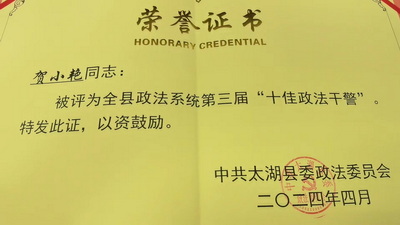 荣誉证书
HONORARY CREDENTIAL
贺小艳同志：
被评为全县政法系统第三届“十佳政法干警”。
特发此证，以资鼓励。
中共太湖县委政法委员会
二〇二四年四月